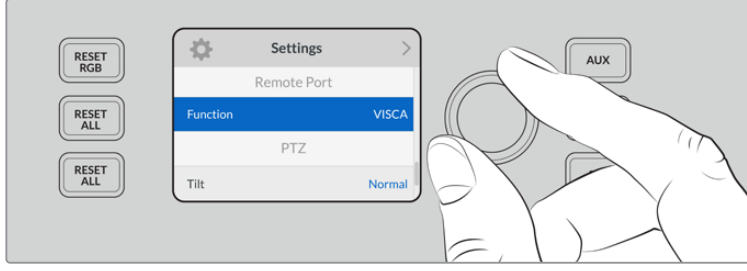 RESET
RGB
RESET
ALL
RESET
ALL
Settings
Remote Port
Function VISCA
PTZ
Tilt Normal
AUX